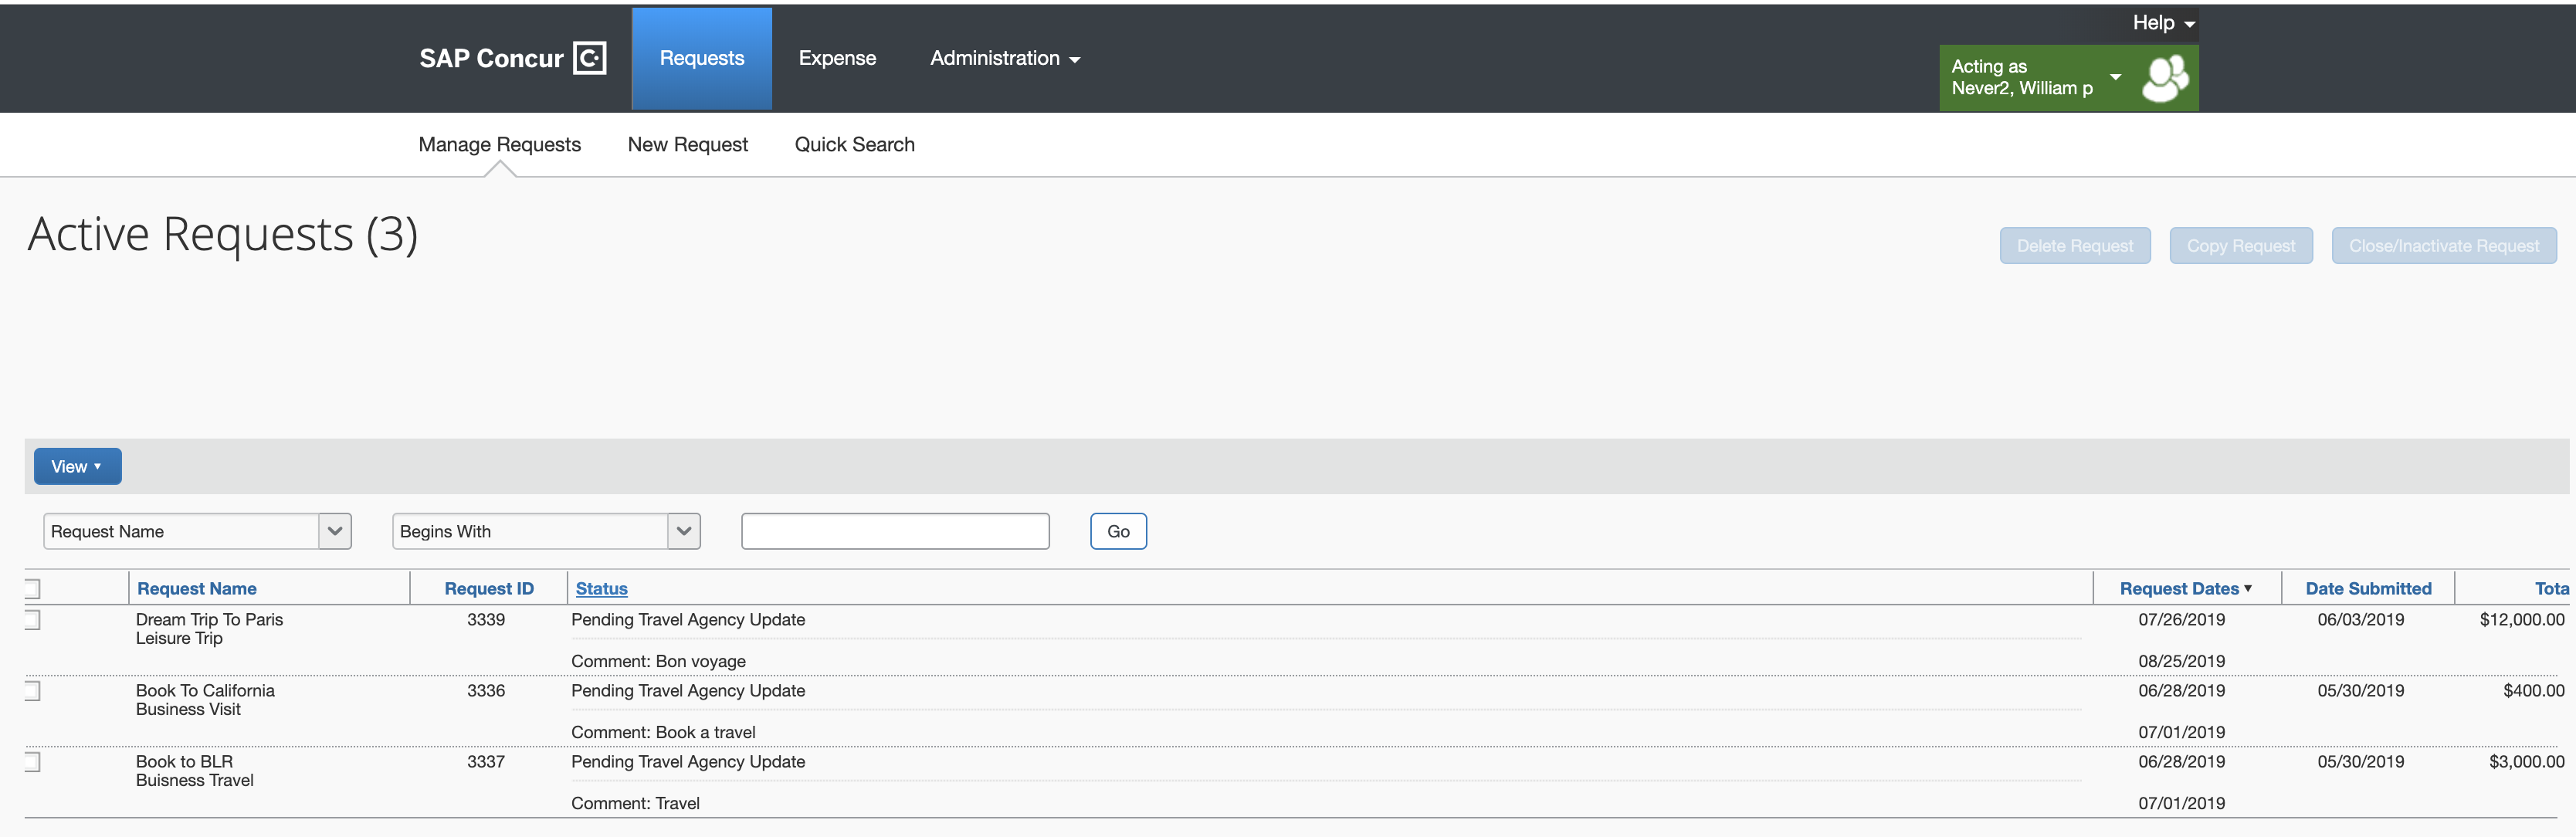 Help
SAP Concur C
Requests
Expense
Administration
Acting as
Never2, William p
Manage Requests
New Request
Quick Search
Active Requests (3)
Delete Request
Copy Request
Close/Inactivate Request
View
Request Name
Begins With
Go
Request Name Request ID Status Request Dates Date Submitted Tota
Dream Trip To Paris 3339 Pending Travel Agency Update 07/26/2019 06/03/2019 $12,000.00
Leisure Trip
Comment: Bon voyage 08/25/2019
Book To California 3336 Pending Travel Agency Update 06/28/2019 05/30/2019 $400.00
Business Visit
Comment: Book a travel 07/01/2019
Book to BLR 3337 Pending Travel Agency Update 06/28/2019 05/30/2019 $3,000.00
Buisness Travel
Comment: Travel 07/01/2019